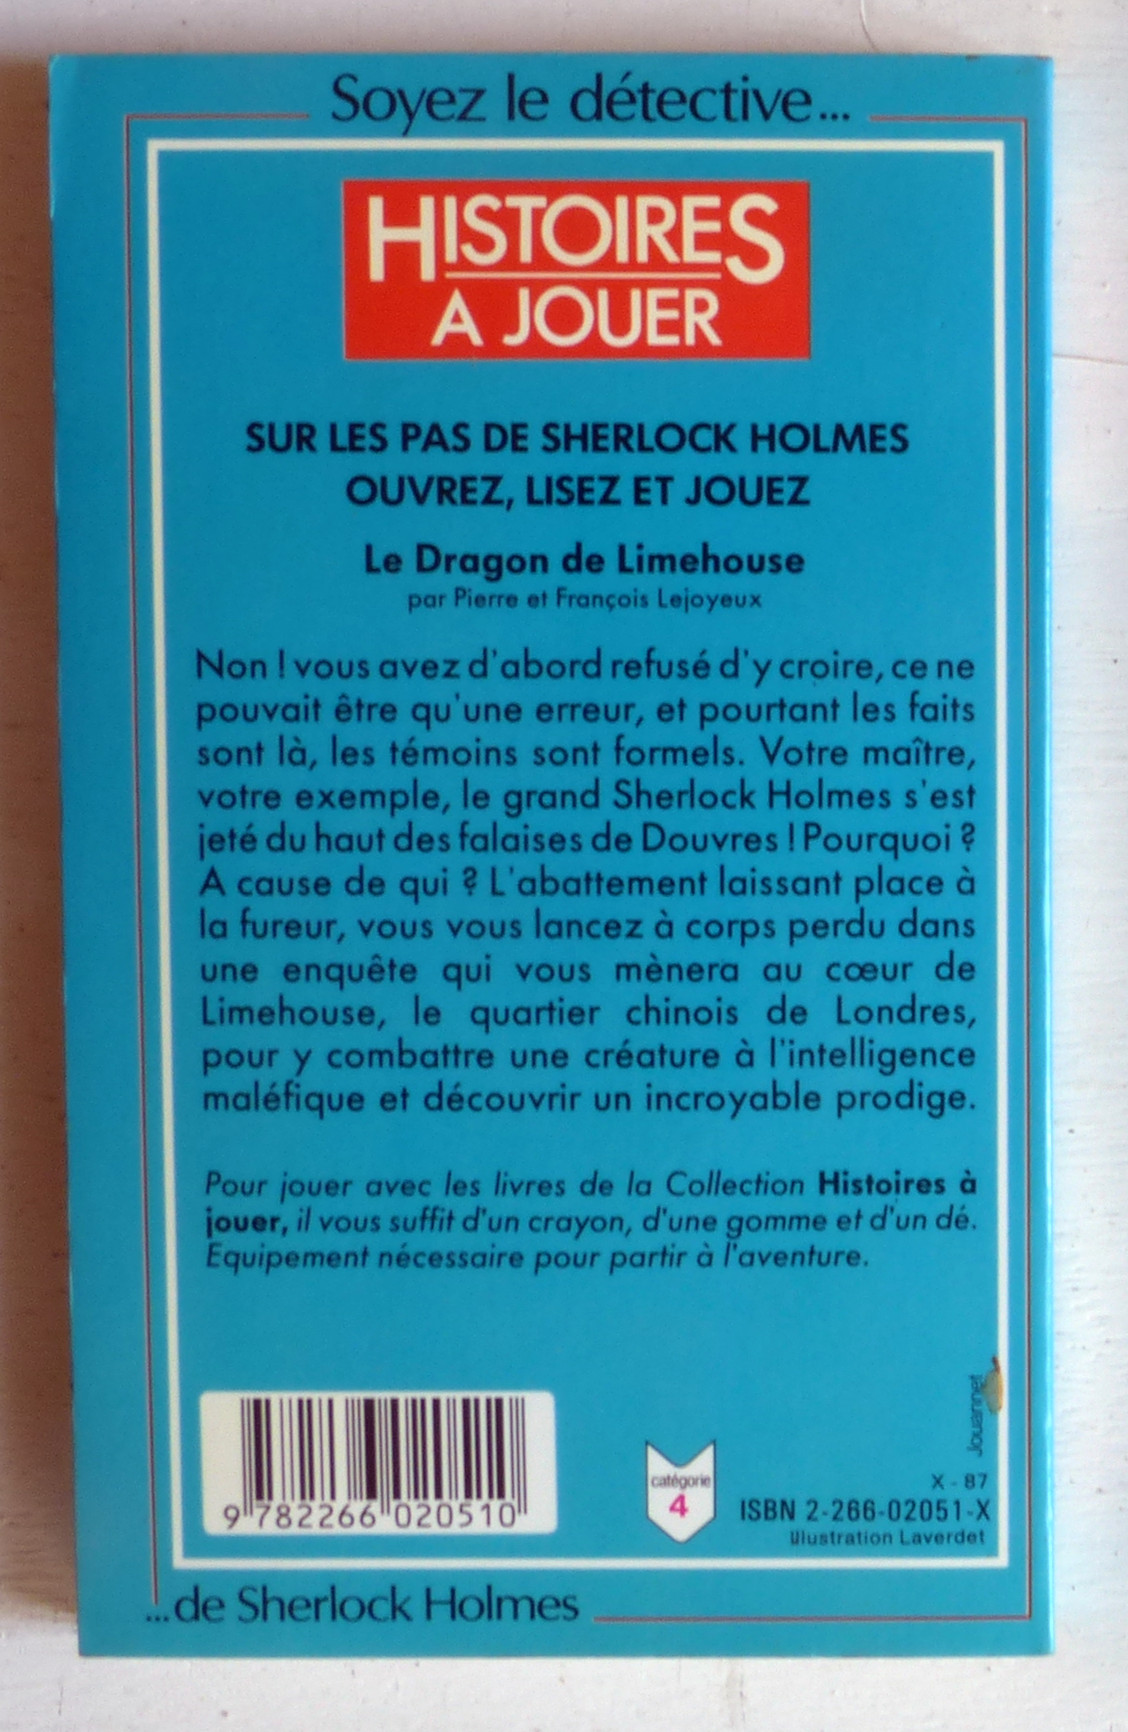 Soyez le détective...
HISTOIRES
A JOUER
SUR LES PAS DE SHERLOCK HOLMES
OUVREZ, LISEZ ET JOUEZ
Le Dragon de Limehouse
par Pierre et François Lejoyeux
Non ! vous avez d'abord refusé d'y croire, ce ne
pouvait être qu'une erreur, et pourtant les faits
sont là, les témoins sont formels. Votre maître,
votre exemple, le grand Sherlock Holmes s'est
jeté du haut des falaises de Douvres ! Pourquoi ?
A cause de qui ? L'abattement laissant place à
la fureur, vous vous lancez à corps perdu dans
une enquête qui vous mènera au cœur de
Limehouse, le quartier chinois de Londres,
pour y combattre une créature à l'intelligence
maléfique et découvrir un incroyable prodige.
Pour jouer avec les livres de la Collection Histoires à
jouer, il vous suffit d'un crayon, d'une gomme et d'un dé.
Equipement nécessaire pour partir à l'aventure.
Jouannet
9 782266 020510
catégorie
4
X - 87
ISBN 2-266-02051-X
Illustration Laverdet
...de Sherlock Holmes